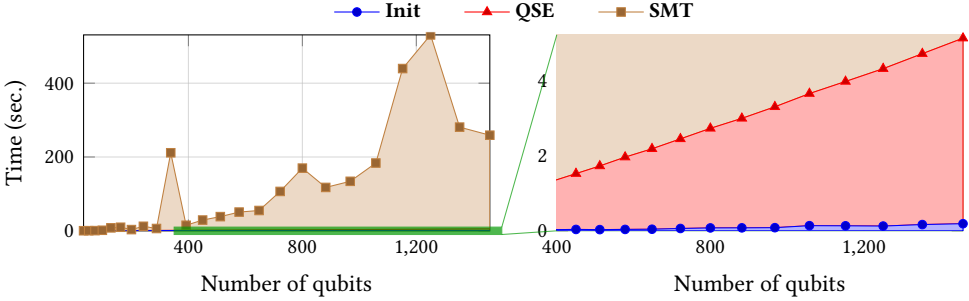 Init QSE SMT
Time (sec.)
400
200
0
400 800 1,200
Number of qubits
4
2
0
400 800 1,200
Number of qubits